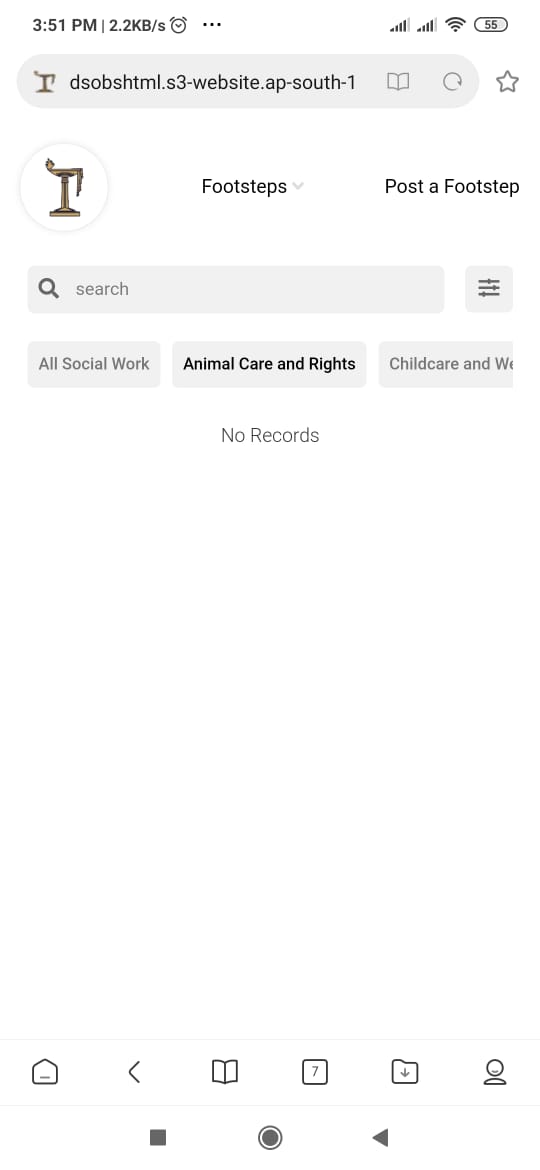 3:51 PM | 2.2KB/s ...
55
dsobshtml.s3-website.ap-south-1
Footsteps
Post a Footstep
search
All Social Work
Animal Care and Rights
Childcare and We
No Records
7